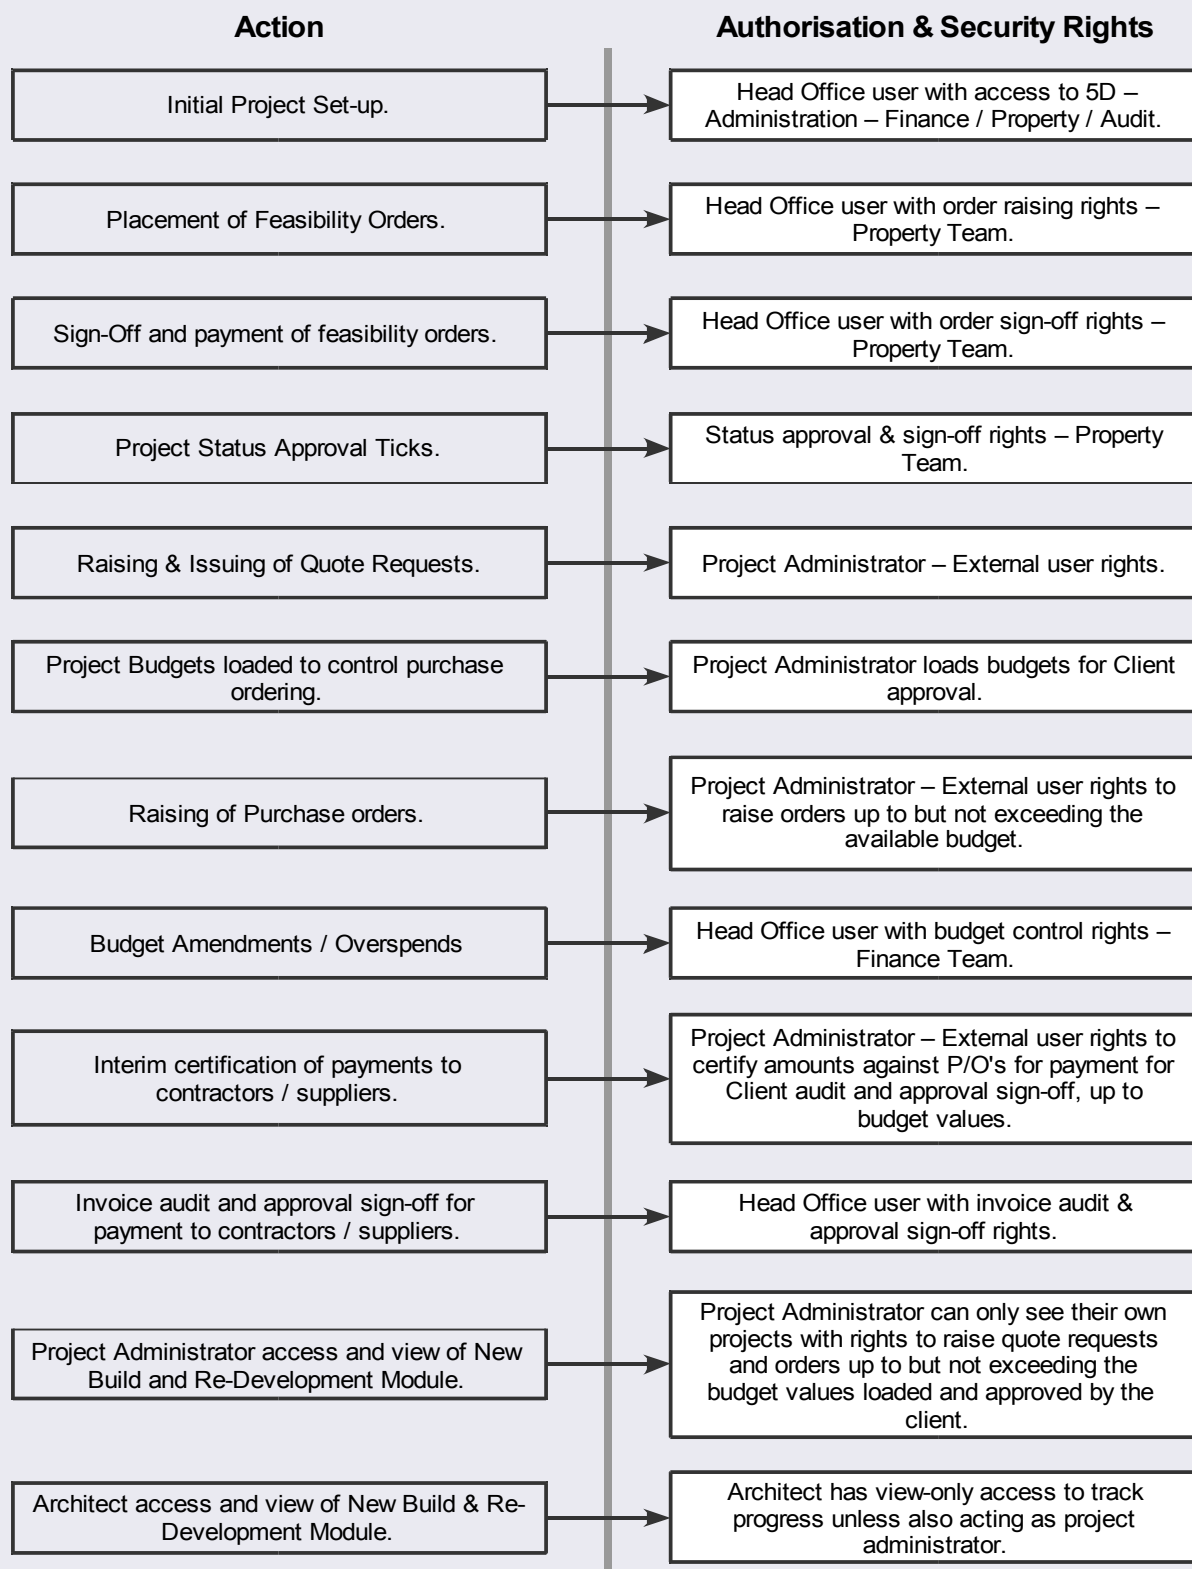 Action
Authorisation & Security Rights
Initial Project Set-up.
Head Office user with access to 5D –
Administration – Finance / Property / Audit.
Placement of Feasibility Orders.
Head Office user with order raising rights –
Property Team.
Sign-Off and payment of feasibility orders.
Head Office user with order sign-off rights –
Property Team.
Project Status Approval Ticks.
Status approval & sign-off rights – Property
Team.
Raising & Issuing of Quote Requests.
Project Administrator – External user rights.
Project Budgets loaded to control purchase
ordering.
Project Administrator loads budgets for Client
approval.
Raising of Purchase orders.
Project Administrator – External user rights to
raise orders up to but not exceeding the
available budget.
Budget Amendments / Overspends
Head Office user with budget control rights –
Finance Team.
Interim certification of payments to
contractors / suppliers.
Project Administrator – External user rights to
certify amounts against P/O's for payment for
Client audit and approval sign-off, up to
budget values.
Invoice audit and approval sign-off for
payment to contractors / suppliers.
Head Office user with invoice audit &
approval sign-off rights.
Project Administrator access and view of New
Build and Re-Development Module.
Project Administrator can only see their own
projects with rights to raise quote requests
and orders up to but not exceeding the
budget values loaded and approved by the
client.
Architect access and view of New Build & Re-
Development Module.
Architect has view-only access to track
progress unless also acting as project
administrator.